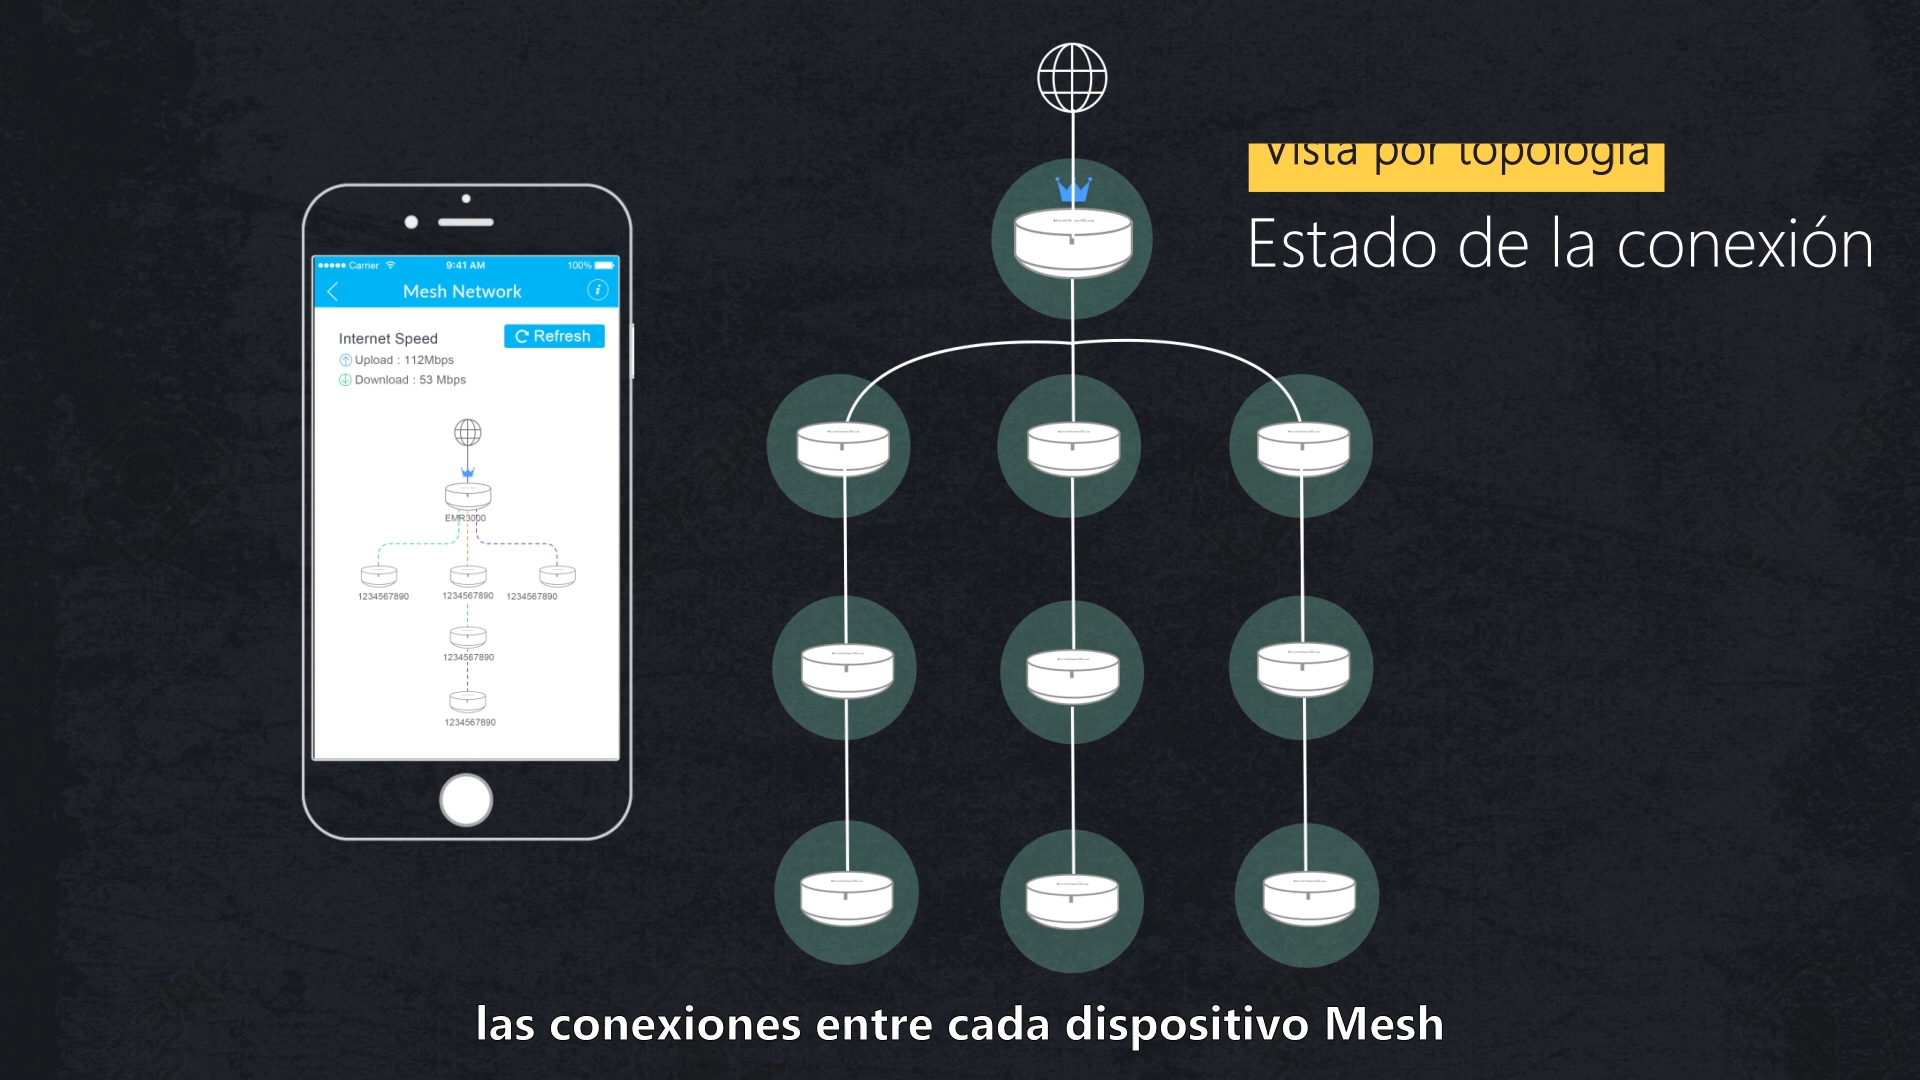 Vista por topología
Estado de la conexión
Carrier
9:41 AM
100%
Mesh Network
i
Internet Speed
Refresh
Upload : 112Mbps
Download : 53 Mbps
EMR3000
1234567890
1234567890
1234567890
1234567890
1234567890
las conexiones entre cada dispositivo Mesh